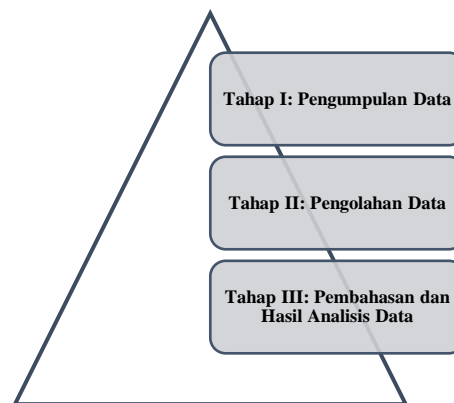 Tahap I: Pengumpulan Data
Tahap II: Pengolahan Data
Tahap III: Pembahasan dan
Hasil Analisis Data